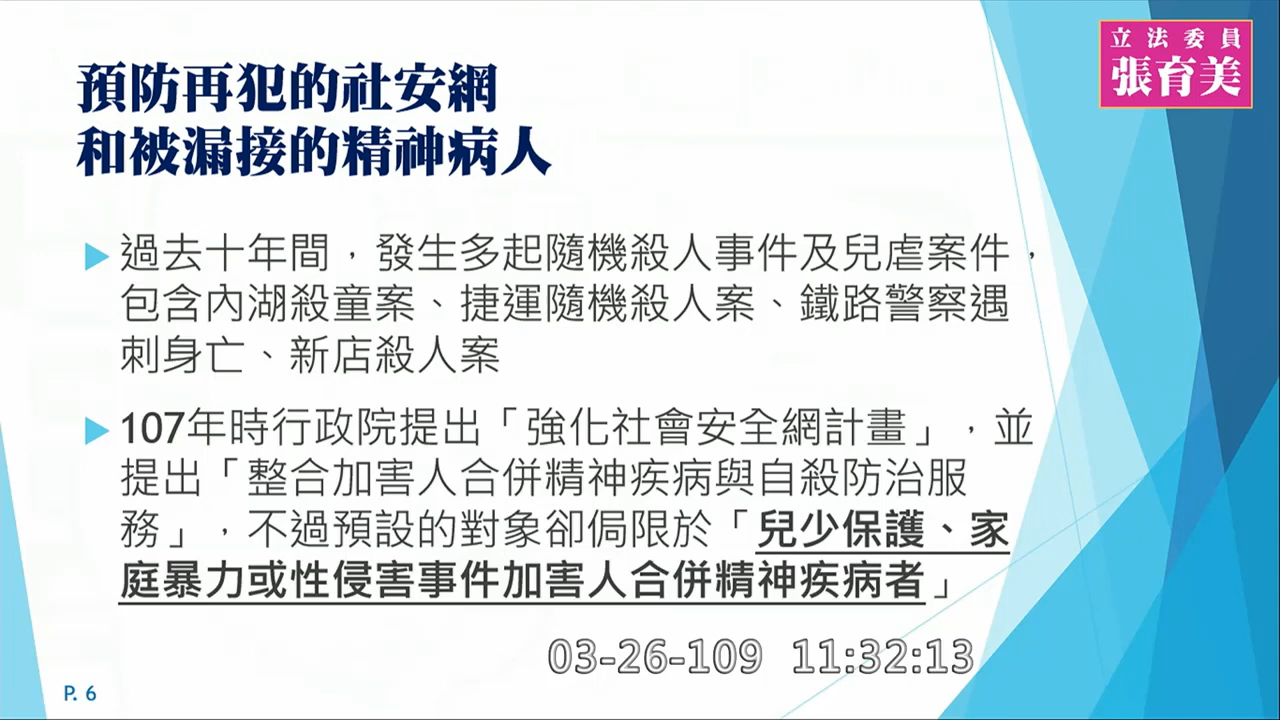 立法委員
張育美
預防再犯的社安網
和被漏接的精神病人
過去十年間，發生多起隨機殺人事件及兒虐案件，
包含內湖殺童案、捷運隨機殺人案、鐵路警察遇
刺身亡、新店殺人案
107年時行政院提出「強化社會安全網計畫」，並
提出「整合加害人合併精神疾病與自殺防治服
務」，不過預設的對象卻侷限於「兒少保護、家
庭暴力或性侵害事件加害人合併精神疾病者」
03-26-109 11:32:13
P. 6